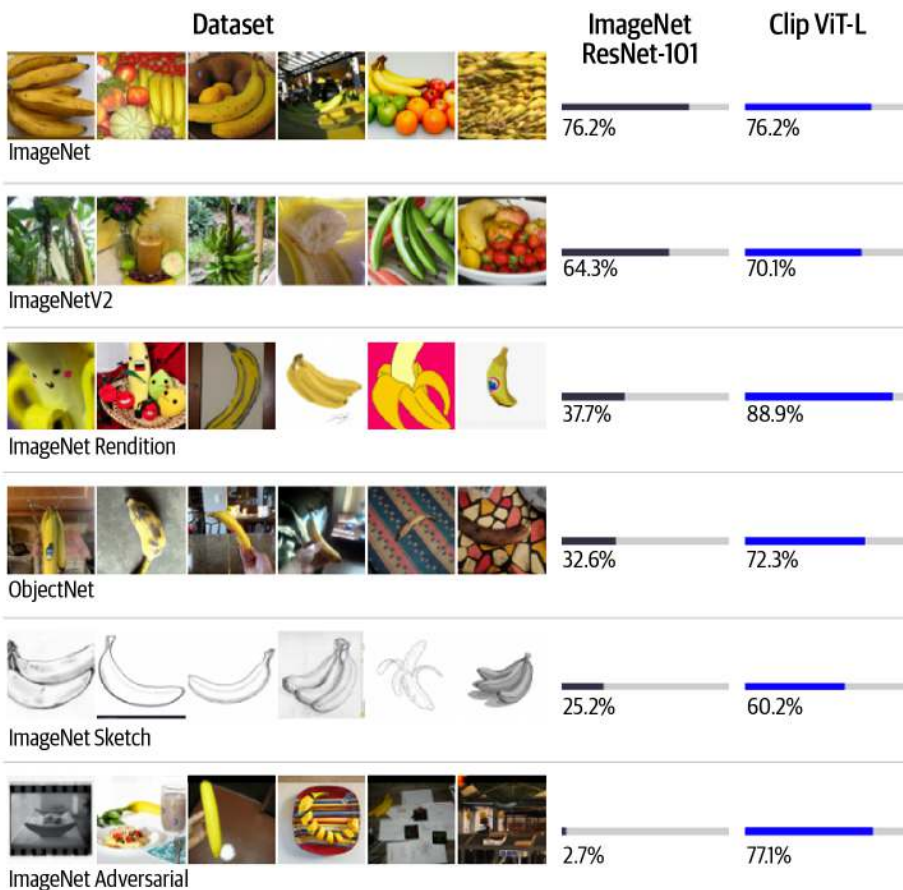 Dataset
ImageNet
ResNet-101
Clip ViT-L
76.2%
76.2%
ImageNet
64.3%
70.1%
ImageNetV2
37.7%
88.9%
ImageNet Rendition
32.6%
72.3%
ObjectNet
25.2%
60.2%
ImageNet Sketch
2.7%
77.1%
ImageNet Adversarial